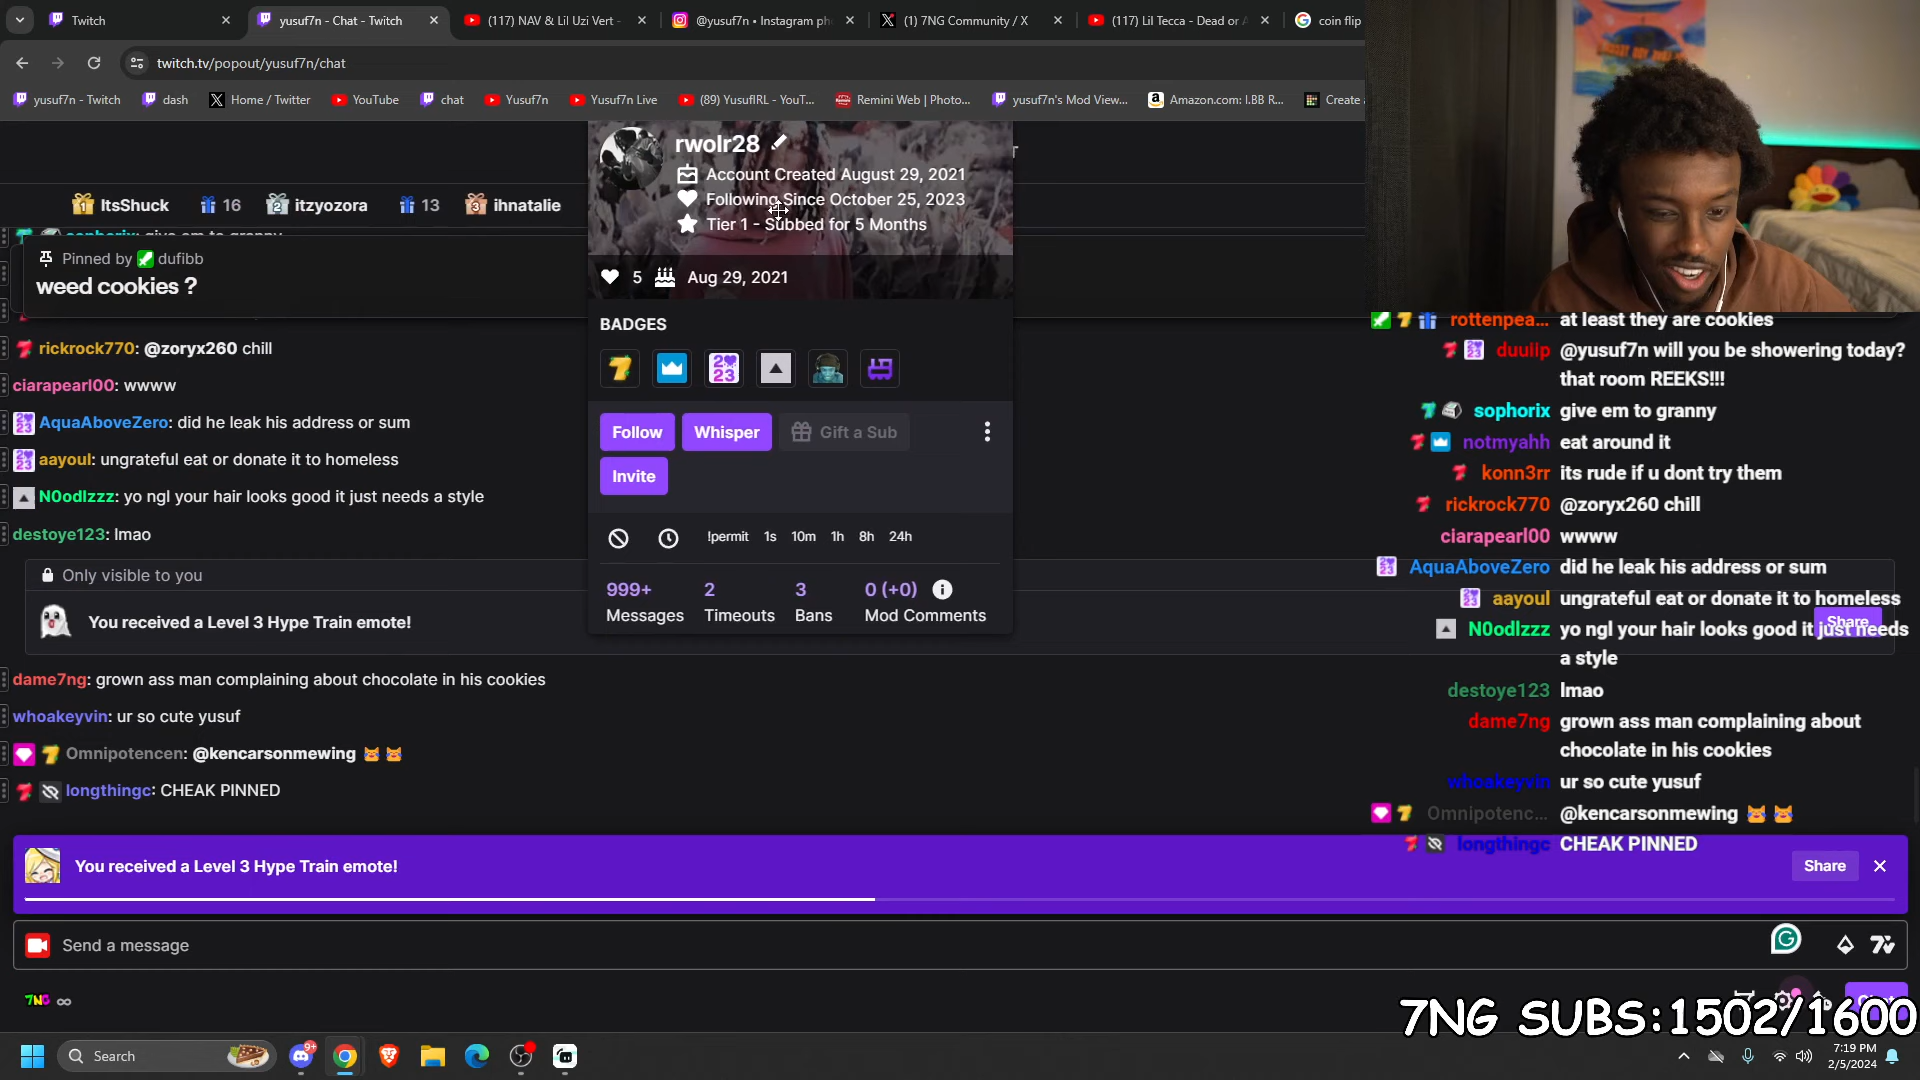 Twitch
yusuf7n - Chat - Twitch
(117) NAV & Lil Uzi Vert -
@yusuf7n • Instagram ph
(1) 7NG Community / X
(117) Lil Tecca - Dead or A
coin flip
twitch.tv/popout/yusuf7n/chat
yusuf7n - Twitch
dash
Home / Twitter
YouTube
chat
Yusuf7n
Yusuf7n Live
(89) YusufIRL - YouT...
Remini Web | Photo...
yusuf7n's Mod View...
Amazon.com: I.BB R...
Create
1 ItsShuck 16 2 itzyozora 13 3 ihnatalie
sophorix: give em to granny
Pinned by dufibb
weed cookies ?
rickrock770: @zoryx260 chill
ciarapearl00: wwww
AquaAboveZero: did he leak his address or sum
aayoul: ungrateful eat or donate it to homeless
N0odlzzz: yo ngl your hair looks good it just needs a style
destoye123: lmao
Only visible to you
You received a Level 3 Hype Train emote!
Share
dame7ng: grown ass man complaining about chocolate in his cookies
whoakeyvin: ur so cute yusuf
Omnipotencen: @kencarsonmewing
longthingc: CHEAK PINNED
You received a Level 3 Hype Train emote!
Share
Send a message
7NG ∞
rwolr28
Account Created August 29, 2021
Following Since October 25, 2023
Tier 1 - Subbed for 5 Months
5 Aug 29, 2021
BADGES
Follow
Whisper
Gift a Sub
Invite
!permit 1s 10m 1h 8h 24h
999+ 2 3 0 (+0)
Messages Timeouts Bans Mod Comments
rottenpea... at least they are cookies
duulip @yusuf7n will you be showering today?
that room REEKS!!!
sophorix give em to granny
notmyahh eat around it
konn3rr its rude if u dont try them
rickrock770 @zoryx260 chill
ciarapearl00 wwww
AquaAboveZero did he leak his address or sum
aayoul ungrateful eat or donate it to homeless
N0odlzzz yo ngl your hair looks good it just needs
a style
destoye123 lmao
dame7ng grown ass man complaining about
chocolate in his cookies
whoakeyvin ur so cute yusuf
Omnipotenc... @kencarsonmewing
longthingc CHEAK PINNED
7NG SUBS:1502/1600
Search
9+
7:19 PM
2/5/2024